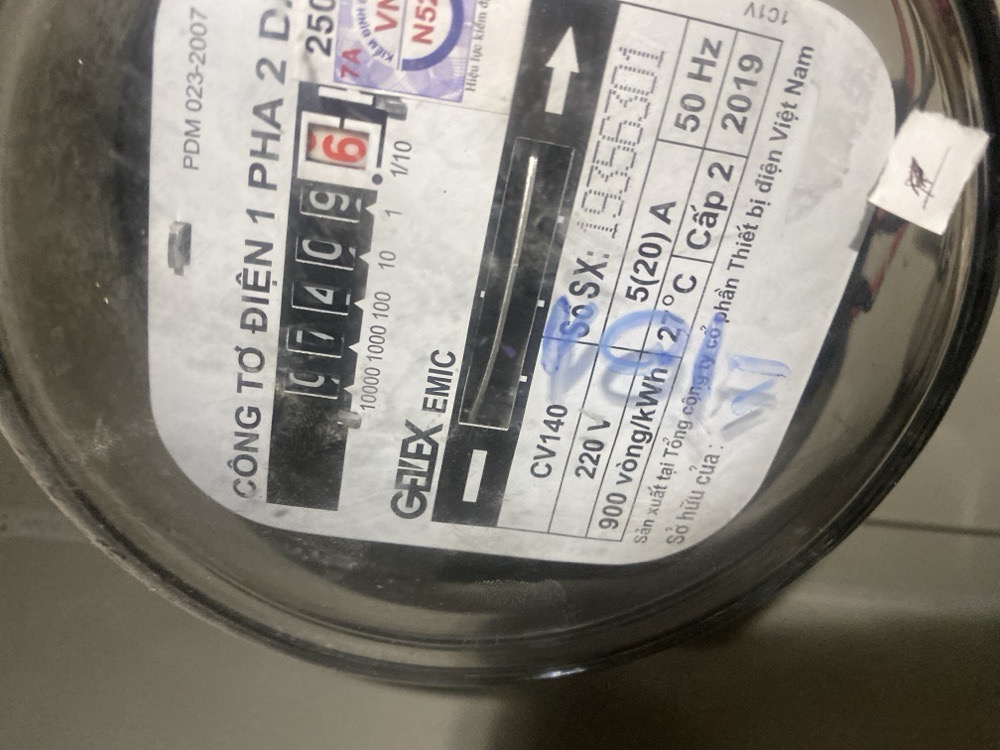 PDM 023-2007
CÔNG TƠ ĐIỆN 1 PHA 2 D
250
7A
KIỂM ĐỊNH
VN
N52
Hiệu lực kiểm
0 7 4 0 9 6
10000 1000 100 10 1 1/10
GELEX EMIC
CV140 Số SX: 19356301
220 V 5(20) A 50 Hz
900 vòng/kWh 27°C Cấp 2 2019
Sản xuất tại Tổng công ty cổ phần Thiết bị điện Việt Nam
Sở hữu của:
1C1V